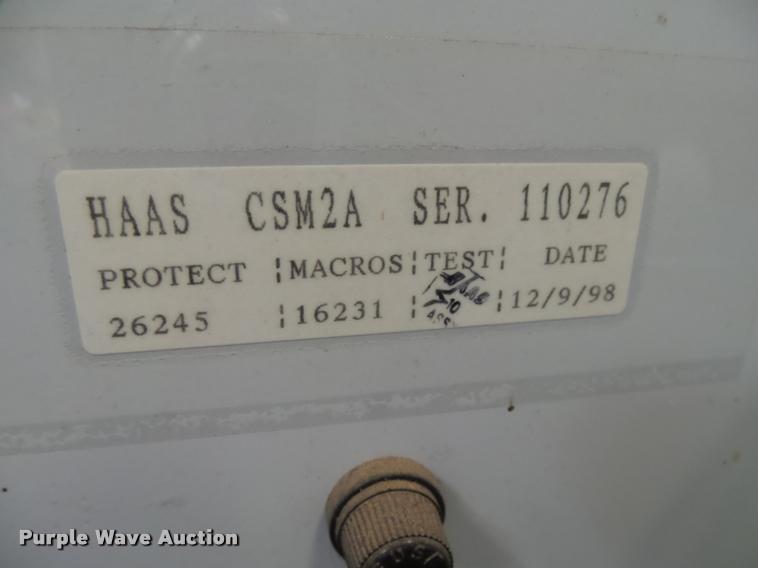 HAAS CSM2A SER. 110276
PROTECT ¦MACROS¦TEST¦ DATE
26245 ¦16231 ¦ ¦12/9/98
Purple Wave Auction